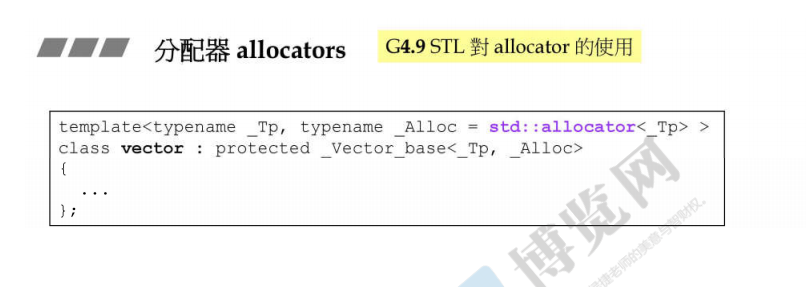 分配器 allocators
G4.9 STL 對 allocator 的使用
template<typename _Tp, typename _Alloc = std::allocator<_Tp> >
class vector : protected _Vector_base<_Tp, _Alloc>
{
...
};
博览网